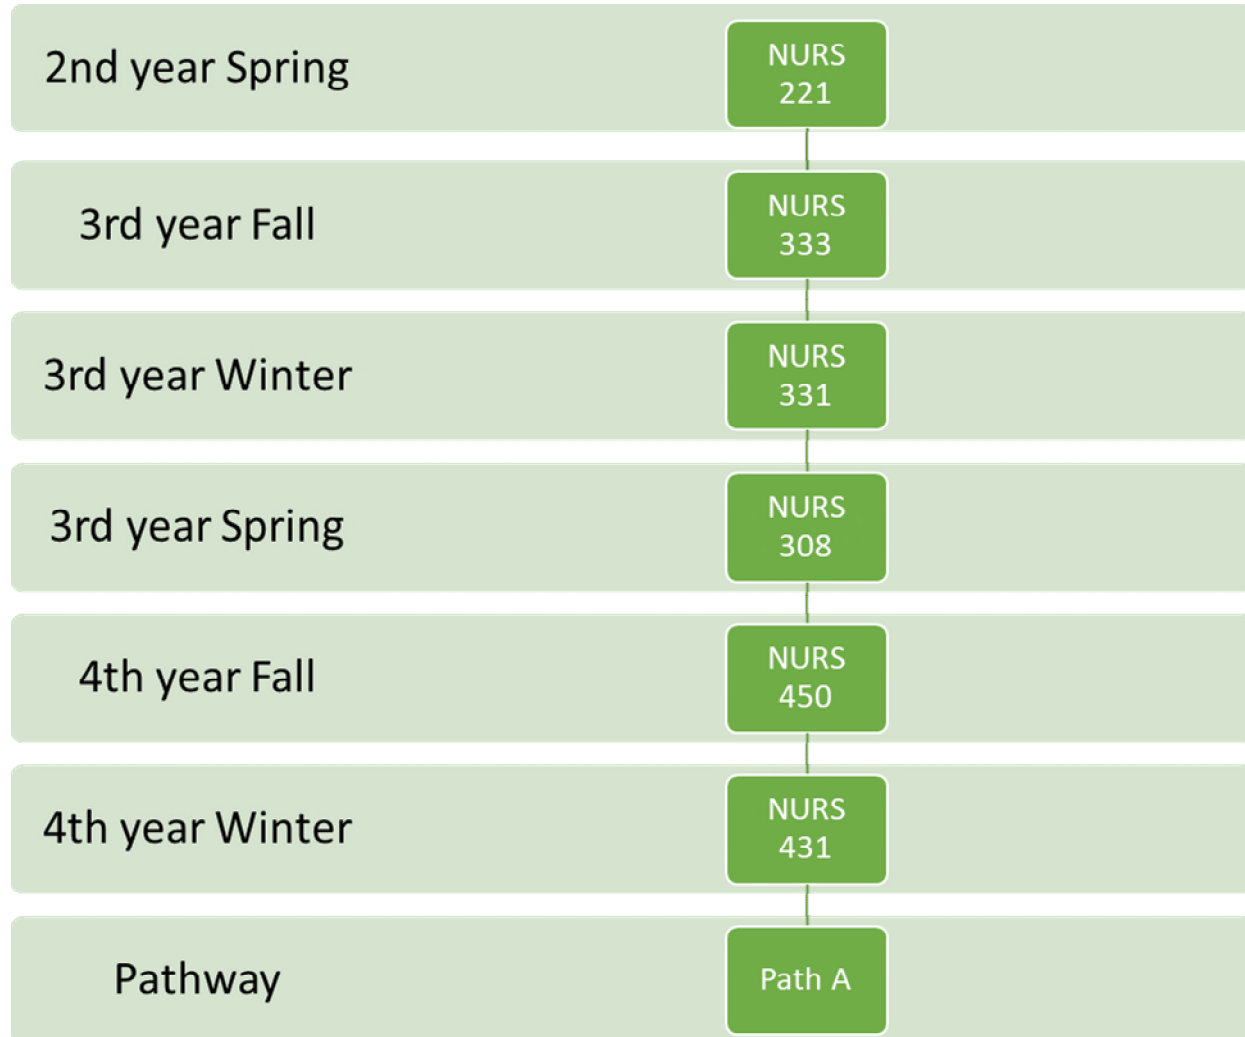 2nd year Spring
NURS
221
3rd year Fall
NURS
333
3rd year Winter
NURS
331
3rd year Spring
NURS
308
4th year Fall
NURS
450
4th year Winter
NURS
431
Pathway
Path A